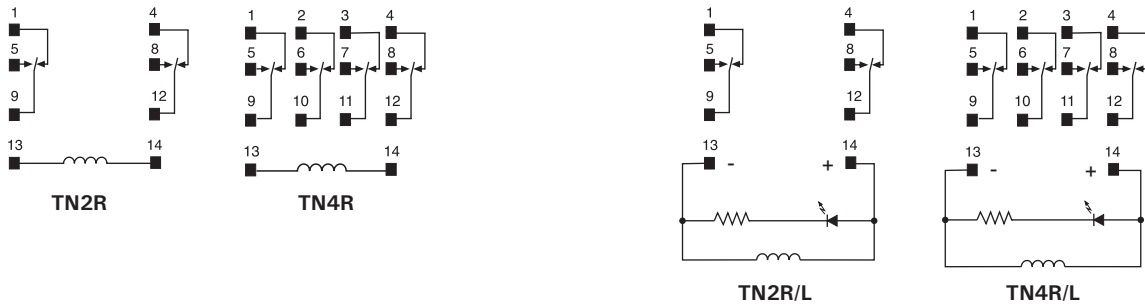 1 4 1 2 3 4
5 8 5 6 7 8
9 12 9 10 11 12
13 14 13 14
TN2R TN4R
1 4 1 2 3 4
5 8 5 6 7 8
9 12 9 10 11 12
13 - + 14 13 - + 14
TN2R/L TN4R/L